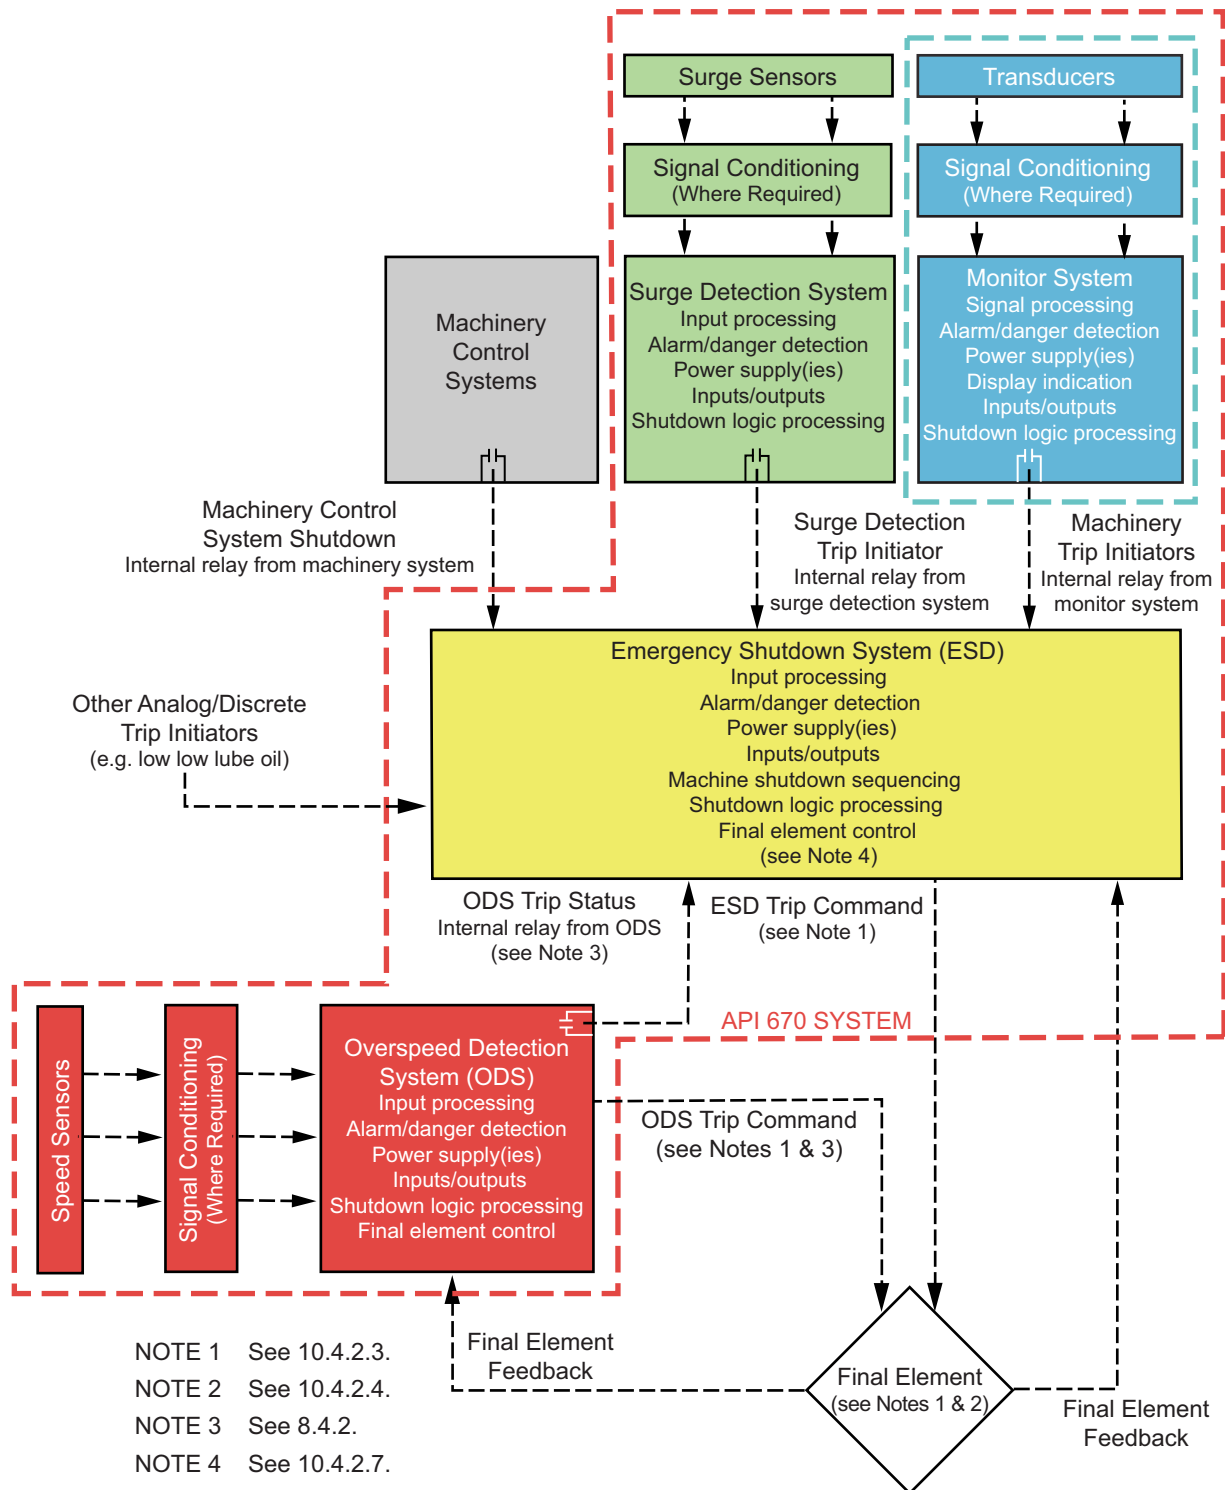 Surge Sensors
Transducers
Signal Conditioning
(Where Required)
Signal Conditioning
(Where Required)
Machinery
Control
Systems
Surge Detection System
Input processing
Alarm/danger detection
Power supply(ies)
Inputs/outputs
Shutdown logic processing
Monitor System
Signal processing
Alarm/danger detection
Power supply(ies)
Display indication
Inputs/outputs
Shutdown logic processing
Machinery Control
System Shutdown
Internal relay from machinery system
Surge Detection
Trip Initiator
Internal relay from
surge detection system
Machinery
Trip Initiators
Internal relay from
monitor system
Other Analog/Discrete
Trip Initiators
(e.g. low low lube oil)
Emergency Shutdown System (ESD)
Input processing
Alarm/danger detection
Power supply(ies)
Inputs/outputs
Machine shutdown sequencing
Shutdown logic processing
Final element control
(see Note 4)
ODS Trip Status
Internal relay from ODS
(see Note 3)
ESD Trip Command
(see Note 1)
API 670 SYSTEM
Speed Sensors
Signal Conditioning
(Where Required)
Overspeed Detection
System (ODS)
Input processing
Alarm/danger detection
Power supply(ies)
Inputs/outputs
Shutdown logic processing
Final element control
ODS Trip Command
(see Notes 1 & 3)
Final Element
Feedback
Final Element
(see Notes 1 & 2)
Final Element
Feedback
NOTE 1 See 10.4.2.3.
NOTE 2 See 10.4.2.4.
NOTE 3 See 8.4.2.
NOTE 4 See 10.4.2.7.